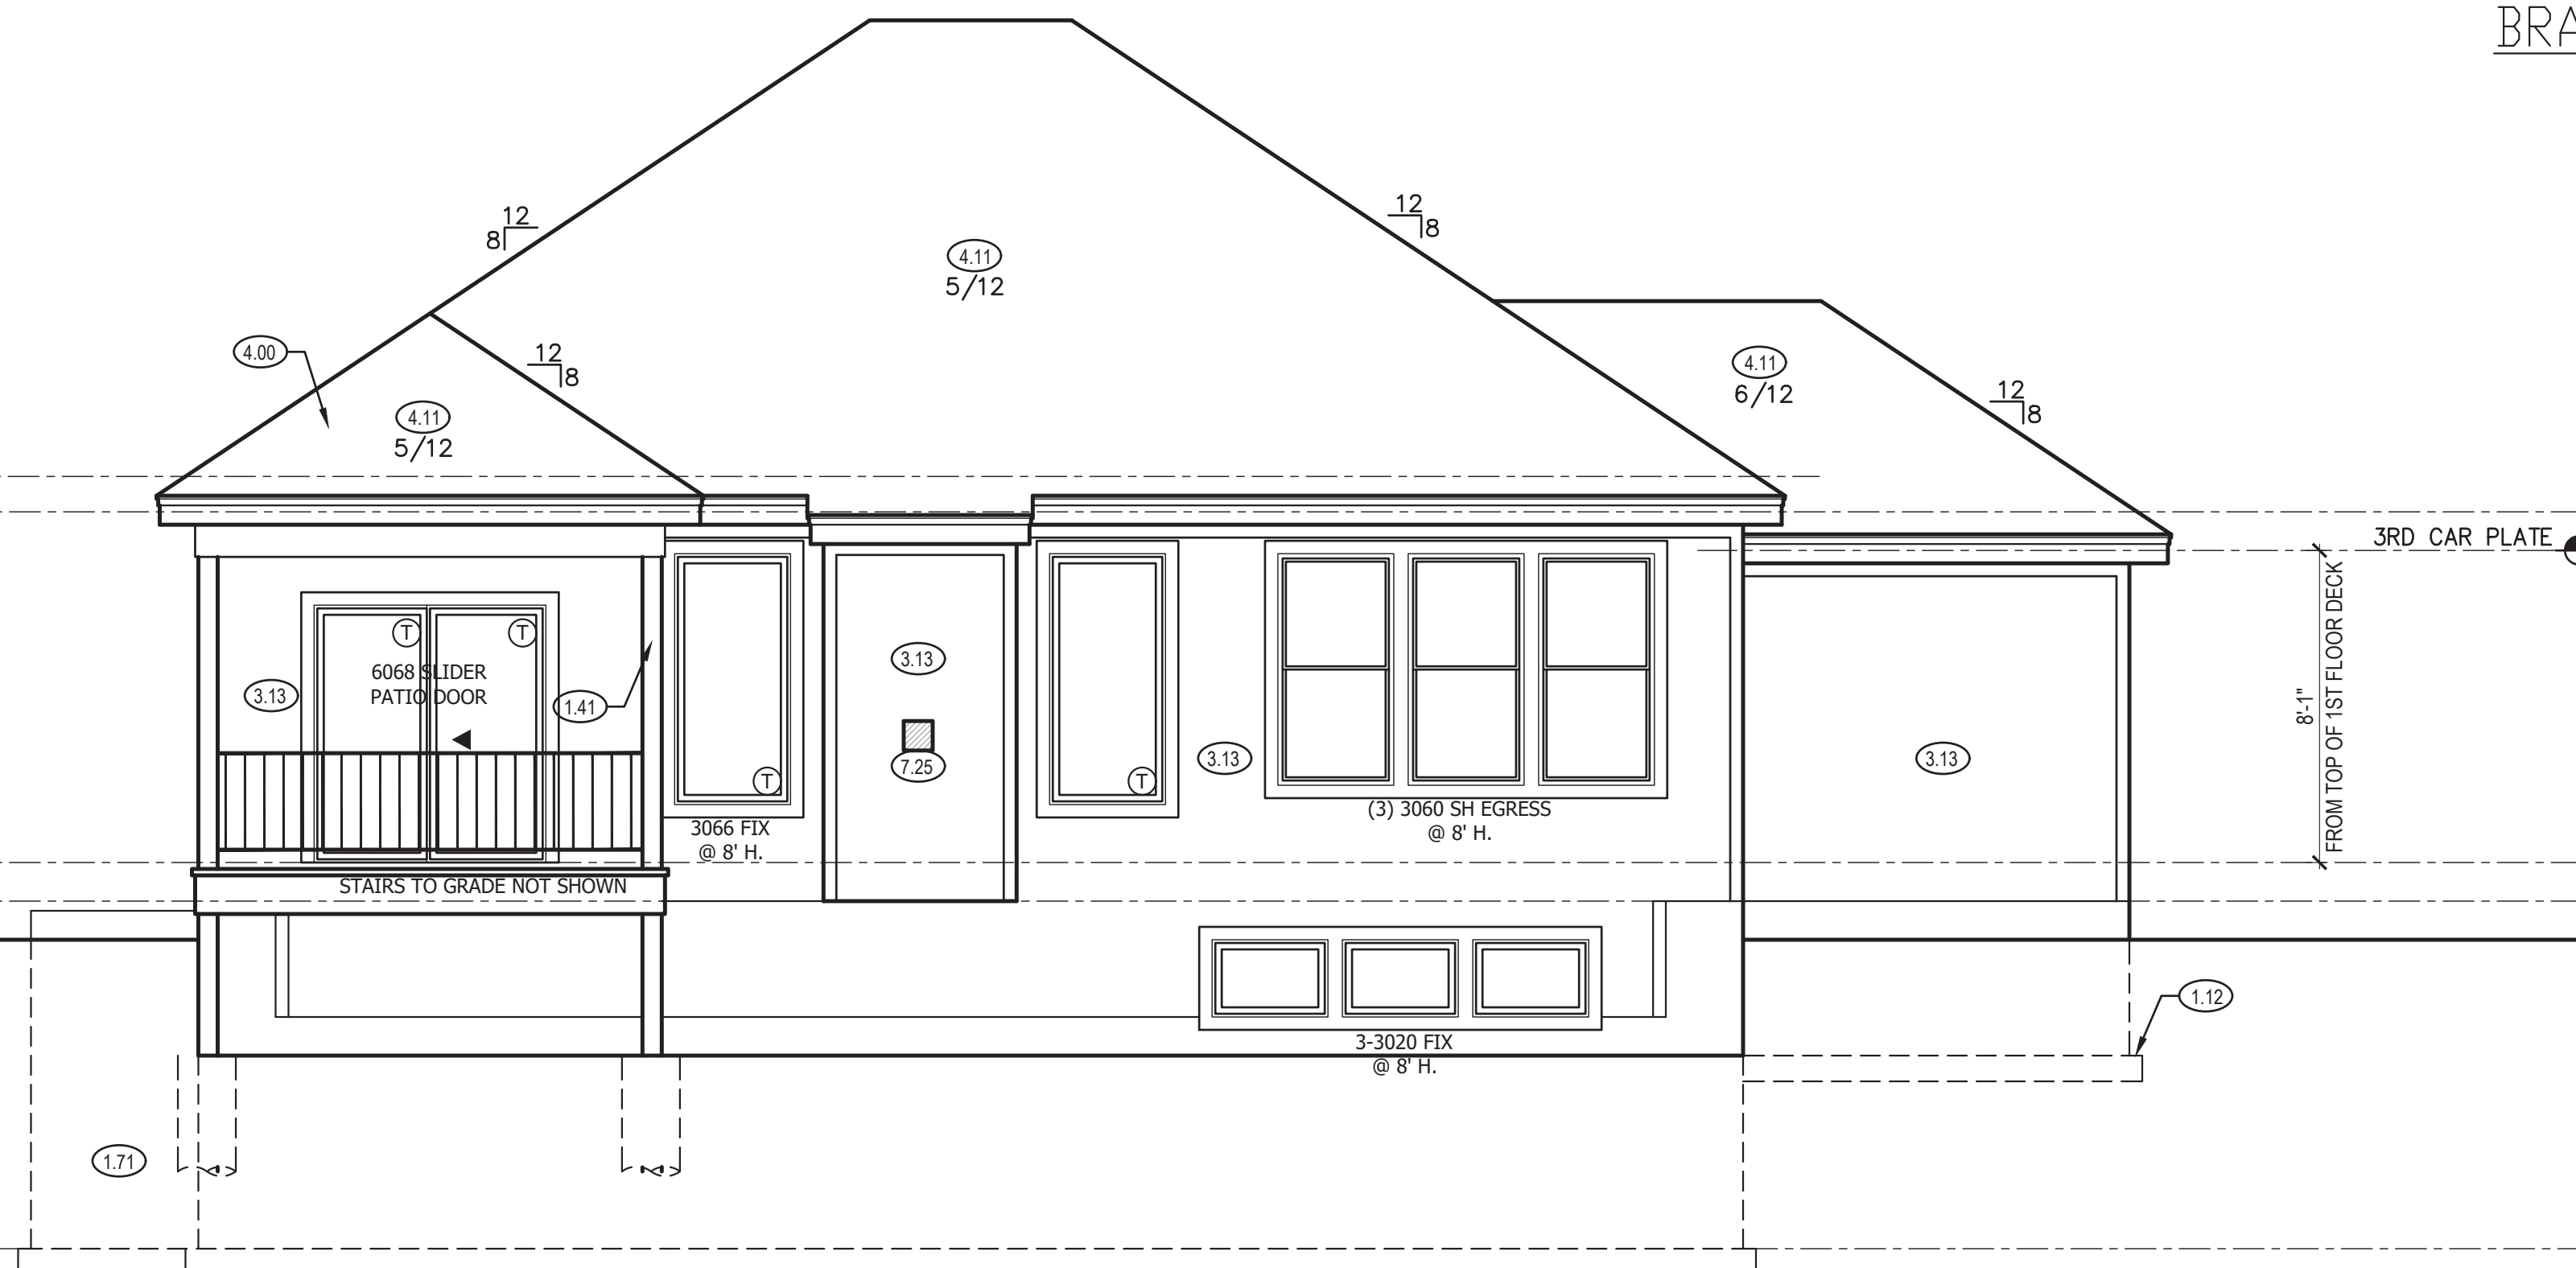 BRA
12
8
12
8
4.11
5/12
4.00
12
8
4.11
6/12
12
8
4.11
5/12
3RD CAR PLATE
T
T
6068 SLIDER
PATIO DOOR
3.13
1.41
3.13
7.25
T
T
3.13
3.13
8'-1"
FROM TOP OF 1ST FLOOR DECK
(3) 3060 SH EGRESS
@ 8' H.
3066 FIX
@ 8' H.
STAIRS TO GRADE NOT SHOWN
1.12
3-3020 FIX
@ 8' H.
1.71